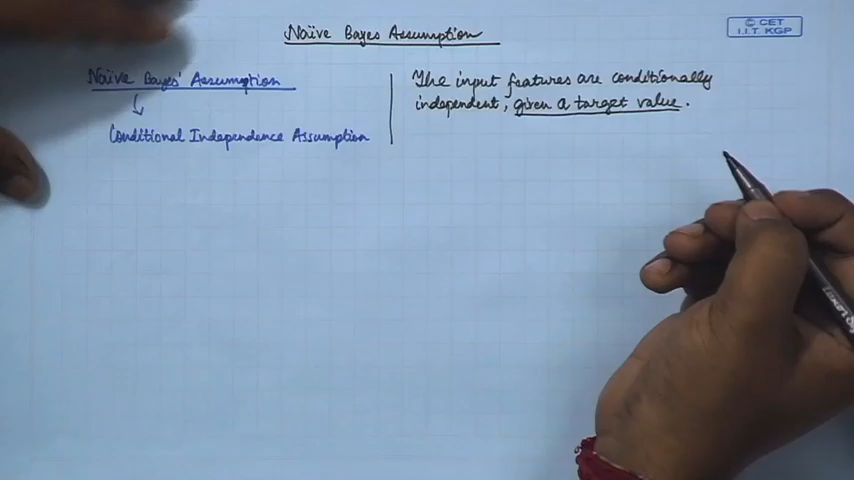 Naïve Bayes Assumption
© CET
I.I.T. KGP
Naïve Bayes' Assumption
Conditional Independence Assumption
The input features are conditionally
independent, given a target value.